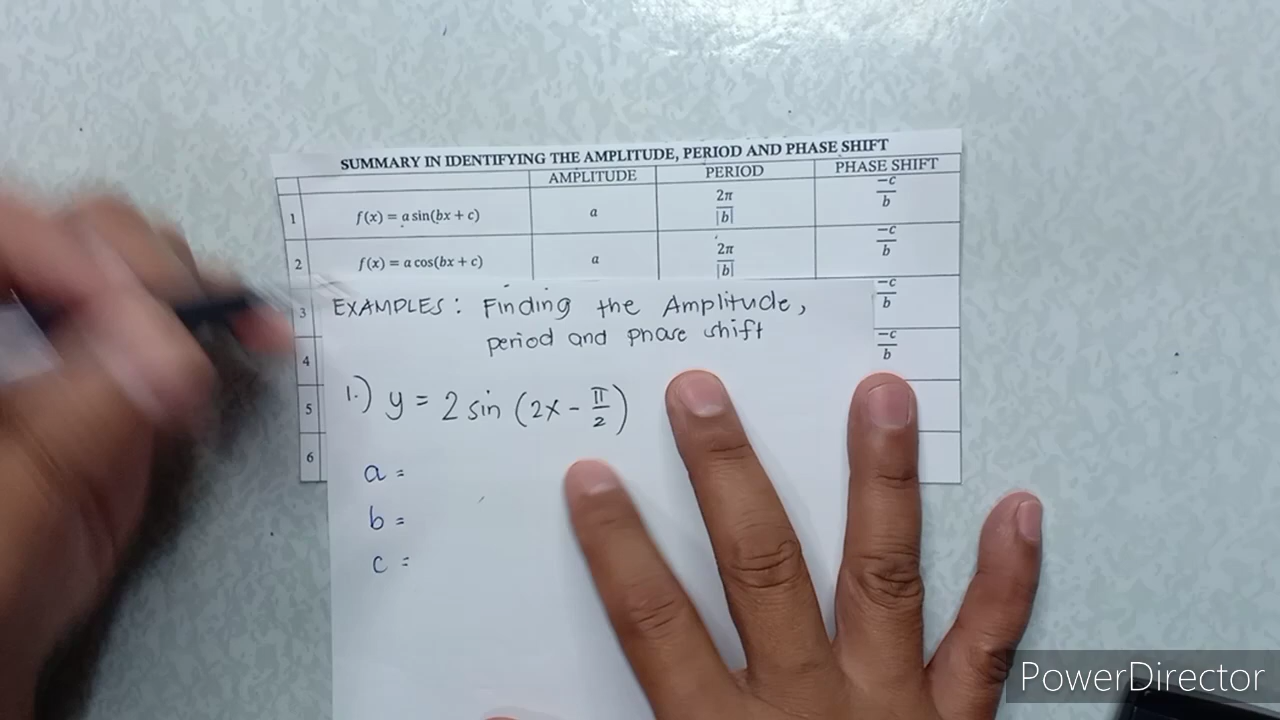 SUMMARY IN IDENTIFYING THE AMPLITUDE, PERIOD AND PHASE SHIFT
AMPLITUDE PERIOD PHASE SHIFT
1 f(x) = a sin(bx + c) a 2π/|b| −c/b
2 f(x) = a cos(bx + c) a 2π/|b| −c/b
3 −c/b
4 −c/b
5
6
EXAMPLES: Finding the Amplitude,
period and phase shift
1.) y = 2 sin (2x - π/2)
a =
b =
c =
PowerDirector